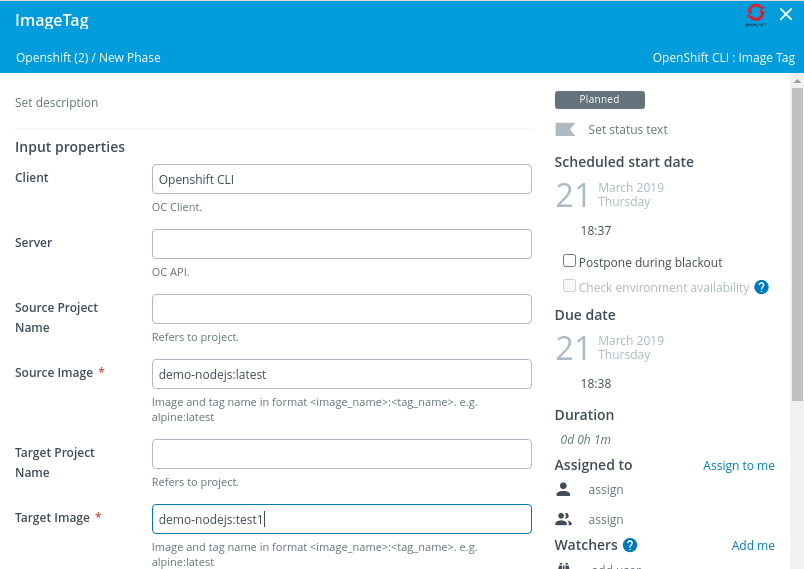 ImageTag
Openshift (2) / New Phase
OpenShift CLI : Image Tag
Set description
Input properties
Client
Openshift CLI
OC Client.
Server
OC API.
Source Project
Name
Refers to project.
Source Image *
demo-nodejs:latest
Image and tag name in format <image_name>:<tag_name>. e.g.
alpine:latest
Target Project
Name
Refers to project.
Target Image *
demo-nodejs:test1
Image and tag name in format <image_name>:<tag_name>. e.g.
alpine:latest
Planned
Set status text
Scheduled start date
21
March 2019
Thursday
18:37
Postpone during blackout
Check environment availability ?
Due date
21
March 2019
Thursday
18:38
Duration
0d 0h 1m
Assigned to
Assign to me
assign
assign
Watchers ?
Add me
add user